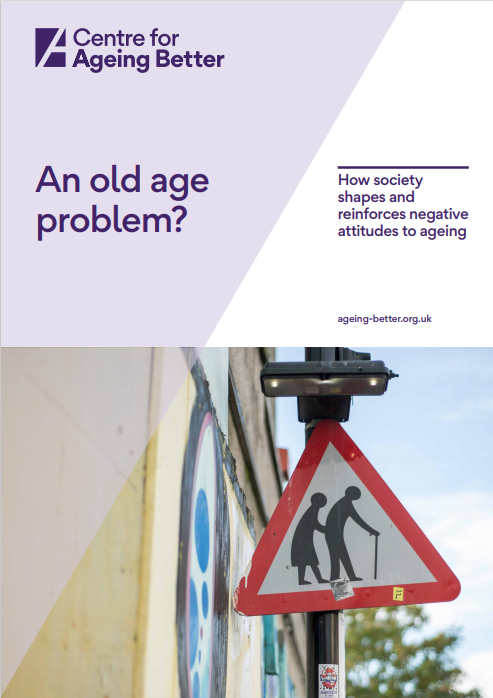 Centre for
Ageing Better
An old age
problem?
How society
shapes and
reinforces negative
attitudes to ageing
ageing-better.org.uk